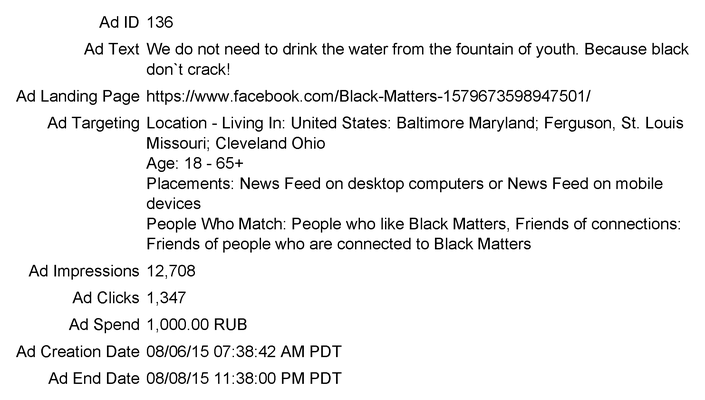 Ad ID 136
Ad Text We do not need to drink the water from the fountain of youth. Because black
don`t crack!
Ad Landing Page https://www.facebook.com/Black-Matters-1579673598947501/
Ad Targeting Location - Living In: United States: Baltimore Maryland; Ferguson, St. Louis
Missouri; Cleveland Ohio
Age: 18 - 65+
Placements: News Feed on desktop computers or News Feed on mobile
devices
People Who Match: People who like Black Matters, Friends of connections:
Friends of people who are connected to Black Matters
Ad Impressions 12,708
Ad Clicks 1,347
Ad Spend 1,000.00 RUB
Ad Creation Date 08/06/15 07:38:42 AM PDT
Ad End Date 08/08/15 11:38:00 PM PDT